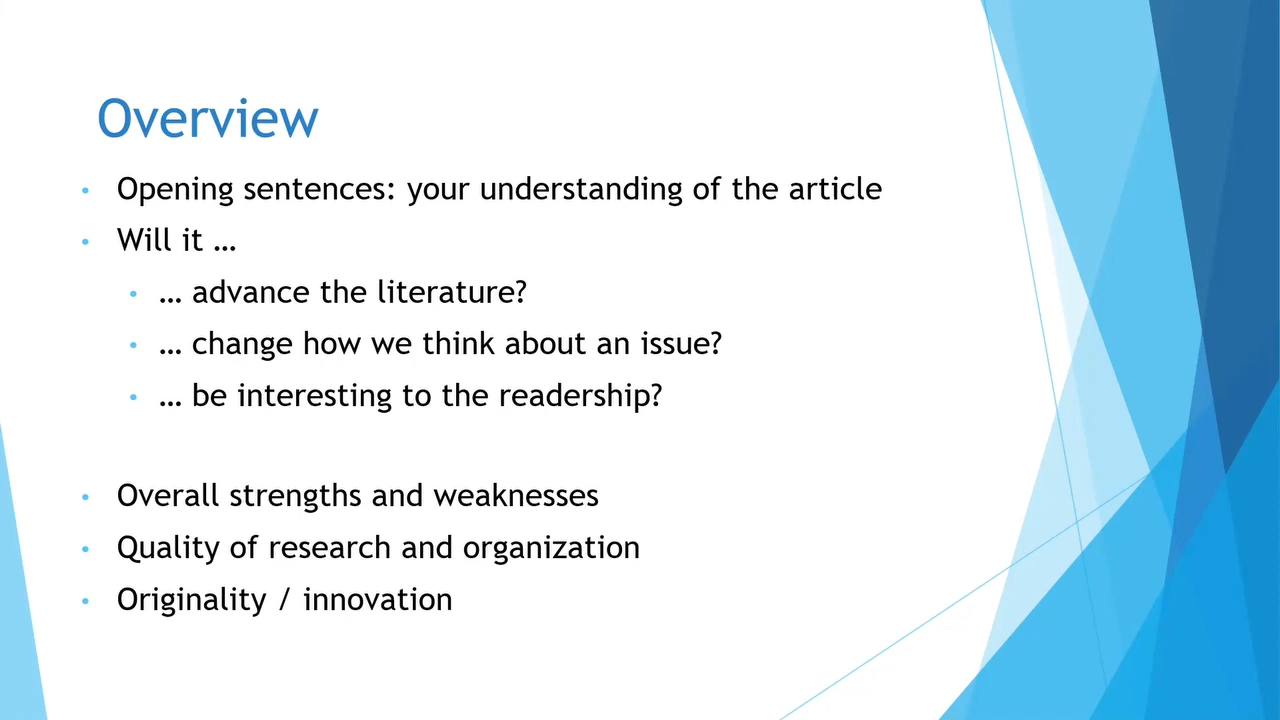 Overview
• Opening sentences: your understanding of the article
• Will it …
• … advance the literature?
• … change how we think about an issue?
• … be interesting to the readership?
• Overall strengths and weaknesses
• Quality of research and organization
• Originality / innovation